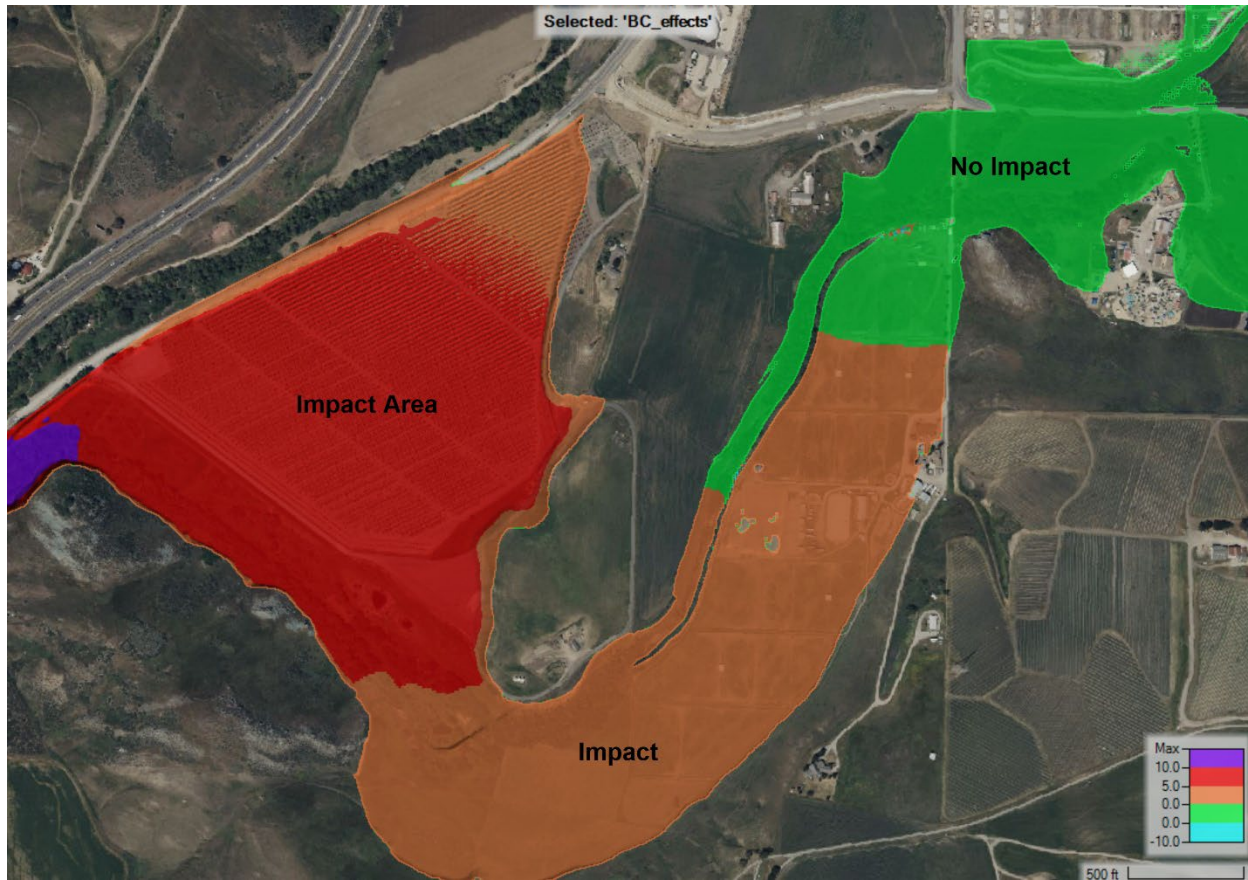 Selected: 'BC_effects'
No Impact
Impact Area
Impact
Max
10.0
5.0
0.0
0.0
-10.0
500 ft